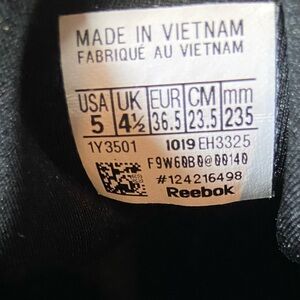 MADE IN VIETNAM
FABRIQUÉ AU VIETNAM
USA UK EUR CM mm
5 4½ 36.5 23.5 235
1Y3501 1019 EH3325
F9W60B0@00140
#124216498
Reebok